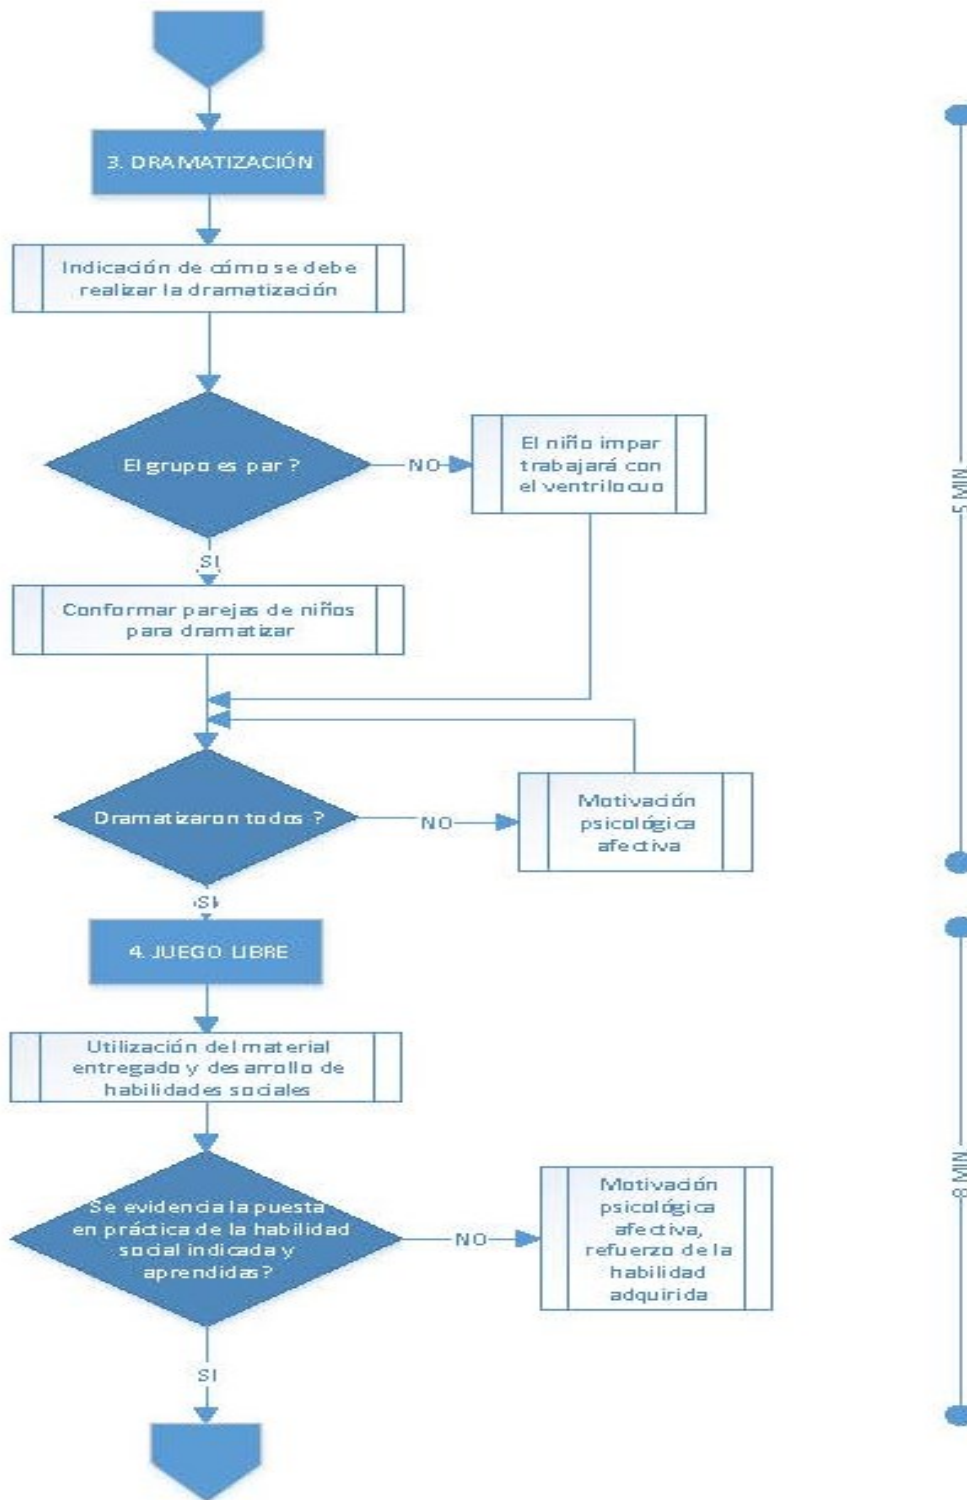 3. DRAMATIZACIÓN
Indicación de cómo se debe
realizar la dramatización
El grupo es par ?
NO
El niño impar
trabajará con
el ventrilocuo
SI
Conformar parejas de niños
para dramatizar
5 MIN
Dramatizaron todos ?
NO
Motivación
psicológica
afectiva
SI
4. JUEGO LIBRE
Utilización del material
entregado y desarrollo de
habilidades sociales
Se evidencia la puesta
en práctica de la habilidad
social indicada y
aprendidas?
NO
Motivación
psicológica
afectiva,
refuerzo de la
habilidad
adquirida
8 MIN
SI